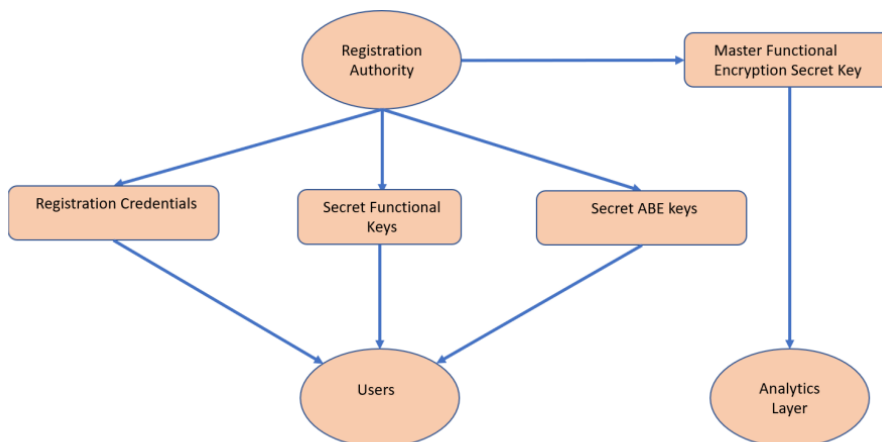 Registration
Authority
Master Functional
Encryption Secret Key
Registration Credentials
Secret Functional
Keys
Secret ABE keys
Users
Analytics
Layer